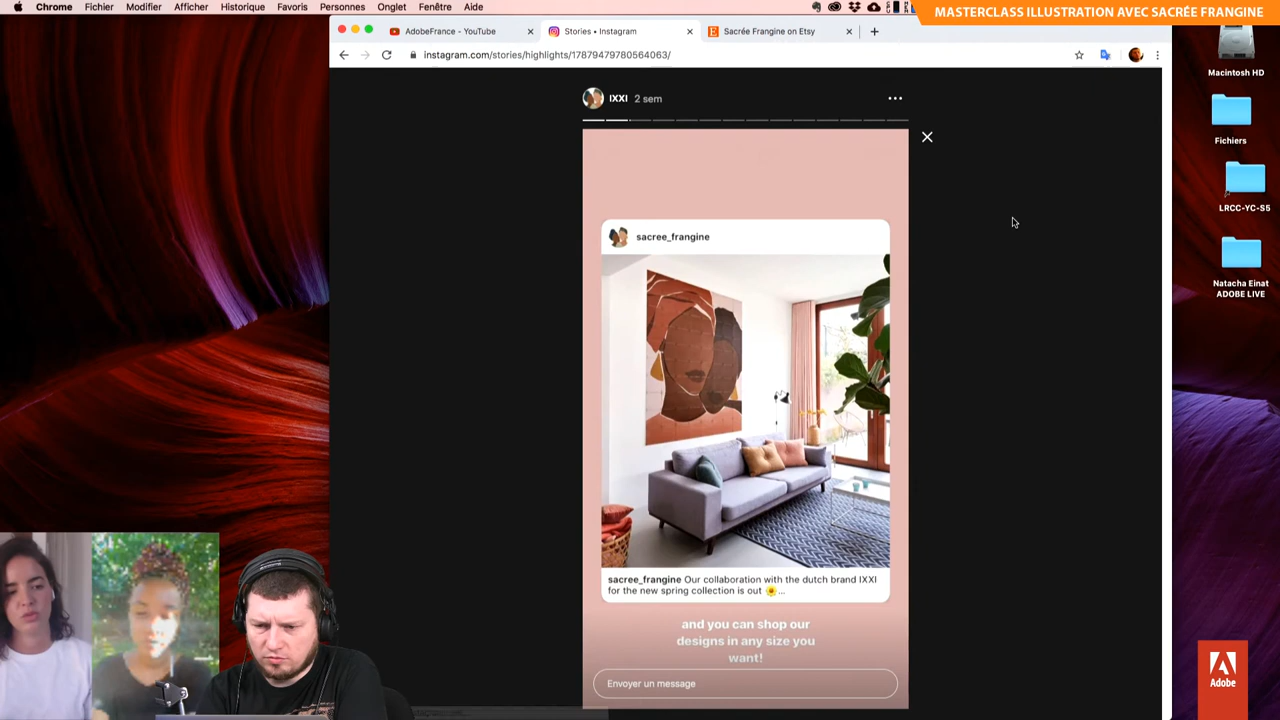 Chrome Fichier Modifier Afficher Historique Favoris Personnes Onglet Fenêtre Aide
MASTERCLASS ILLUSTRATION AVEC SACRÉE FRANGINE
AdobeFrance - YouTube
Stories • Instagram
Sacrée Frangine on Etsy
instagram.com/stories/highlights/17879479780564063/
Macintosh HD
Fichiers
LRCC-YC-S5
Natacha Einat
ADOBE LIVE
IXXI 2 sem
sacree_frangine
sacree_frangine Our collaboration with the dutch brand IXXI
for the new spring collection is out 🌻...
and you can shop our
designs in any size you
want!
Envoyer un message
Adobe